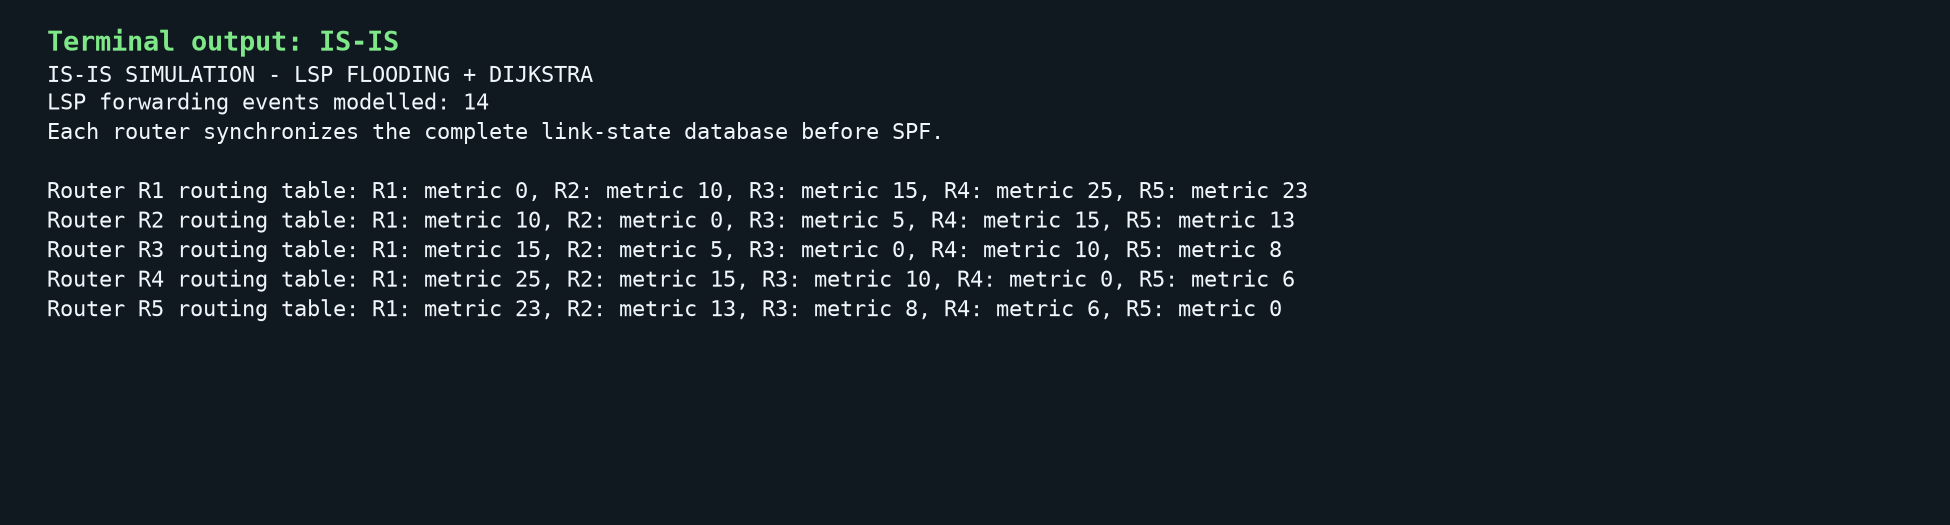 Terminal output: IS-IS
IS-IS SIMULATION - LSP FLOODING + DIJKSTRA
LSP forwarding events modelled: 14
Each router synchronizes the complete link-state database before SPF.
Router R1 routing table: R1: metric 0, R2: metric 10, R3: metric 15, R4: metric 25, R5: metric 23
Router R2 routing table: R1: metric 10, R2: metric 0, R3: metric 5, R4: metric 15, R5: metric 13
Router R3 routing table: R1: metric 15, R2: metric 5, R3: metric 0, R4: metric 10, R5: metric 8
Router R4 routing table: R1: metric 25, R2: metric 15, R3: metric 10, R4: metric 0, R5: metric 6
Router R5 routing table: R1: metric 23, R2: metric 13, R3: metric 8, R4: metric 6, R5: metric 0